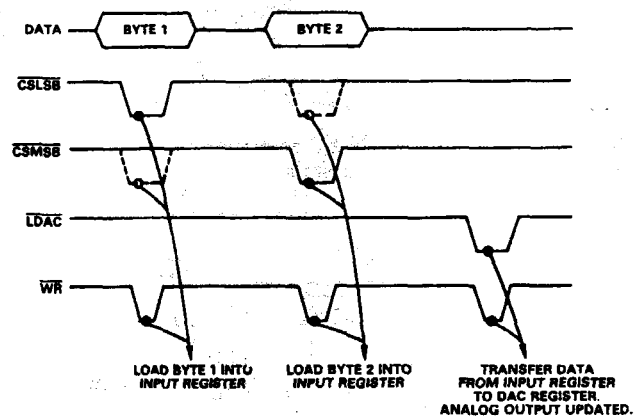 DATA
BYTE 1
BYTE 2
CSLSB
CSMSB
LDAC
WR
LOAD BYTE 1 INTO
INPUT REGISTER
LOAD BYTE 2 INTO
INPUT REGISTER
TRANSFER DATA
FROM INPUT REGISTER
TO DAC REGISTER.
ANALOG OUTPUT UPDATED.